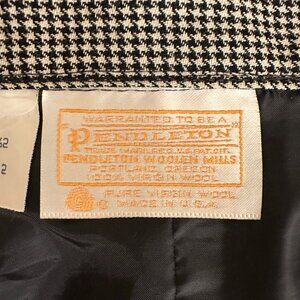 WARRANTED TO BE A
"PENDLETON"
TRADE MARK REG. U.S. PAT. OFF.
PENDLETON WOOLEN MILLS
PORTLAND, OREGON
100% VIRGIN WOOL
PURE VIRGIN WOOL
MADE IN U.S.A.
2